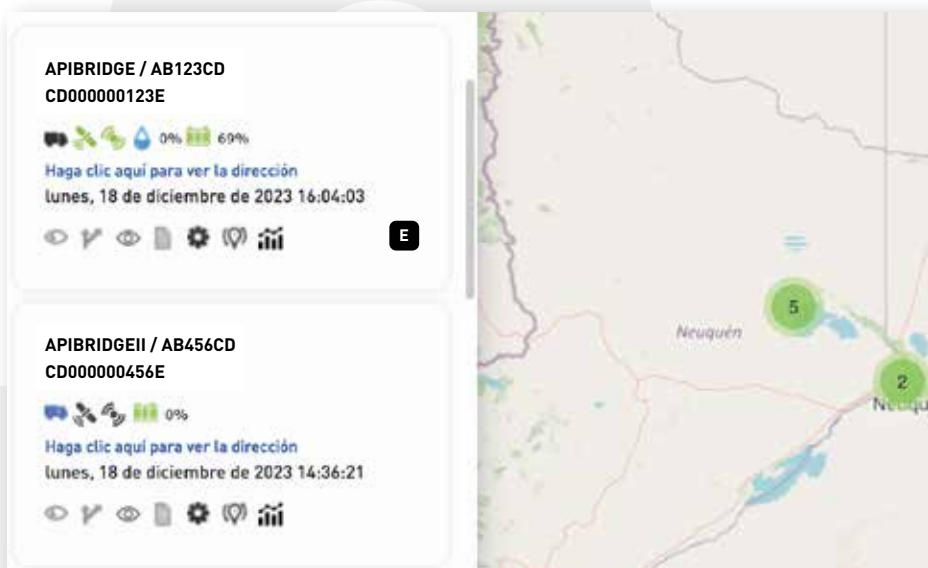 APIBRIDGE / AB123CD
CD000000123E
0% 69%
Haga clic aquí para ver la dirección
lunes, 18 de diciembre de 2023 16:04:03
E
APIBRIDGEII / AB456CD
CD000000456E
0%
Haga clic aquí para ver la dirección
lunes, 18 de diciembre de 2023 14:36:21
5
Neuquén
2